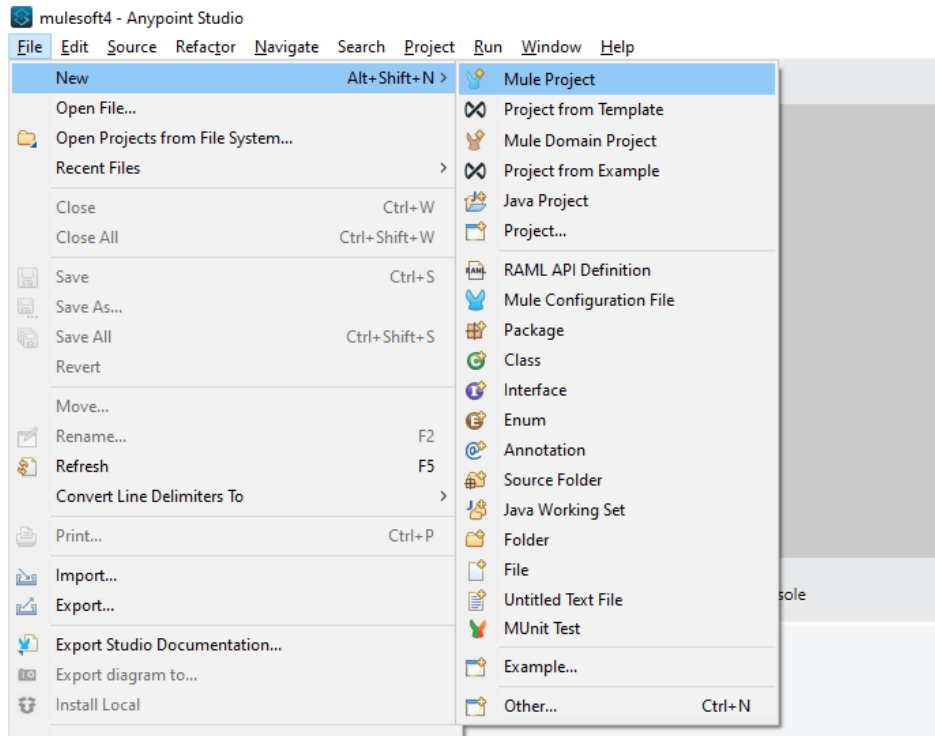 mulesoft4 - Anypoint Studio
File Edit Source Refactor Navigate Search Project Run Window Help
New Alt+Shift+N >
Open File...
Open Projects from File System...
Recent Files >
Close Ctrl+W
Close All Ctrl+Shift+W
Save Ctrl+S
Save As...
Save All Ctrl+Shift+S
Revert
Move...
Rename... F2
Refresh F5
Convert Line Delimiters To >
Print... Ctrl+P
Import...
Export...
Export Studio Documentation...
Export diagram to...
Install Local
Mule Project
Project from Template
Mule Domain Project
Project from Example
Java Project
Project...
RAML RAML API Definition
Mule Configuration File
Package
Class
Interface
Enum
Annotation
Source Folder
Java Working Set
Folder
File
Untitled Text File
MUnit Test
Example...
Other... Ctrl+N
sole